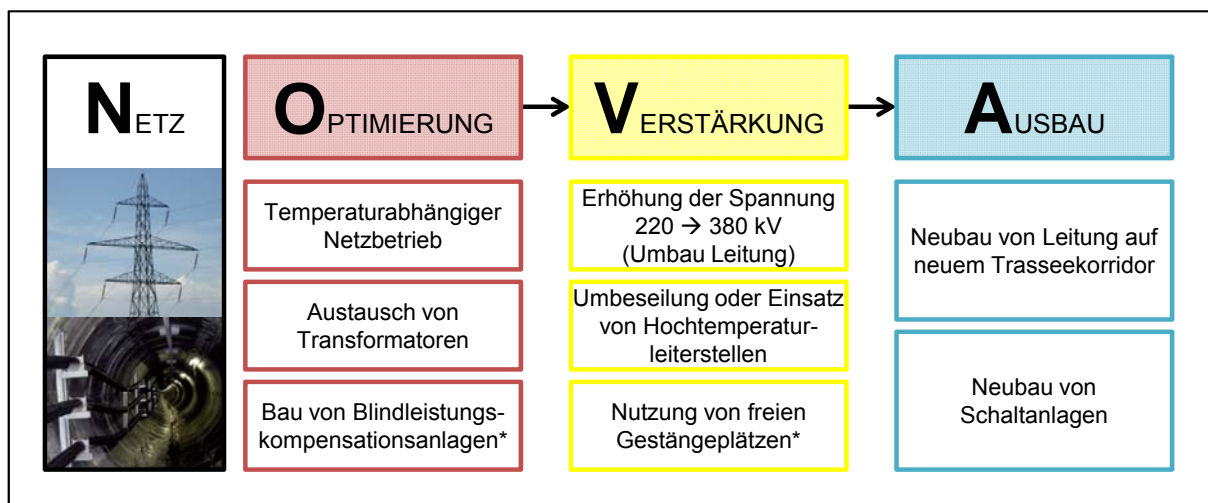 NETZ
OPTIMIERUNG
VERSTÄRKUNG
AUSBAU
Temperaturabhängiger
Netzbetrieb
Austausch von
Transformatoren
Bau von Blindleistungs-
kompensationsanlagen*
Erhöhung der Spannung
220 → 380 kV
(Umbau Leitung)
Umbeseilung oder Einsatz
von Hochtemperatur-
leiterstellen
Nutzung von freien
Gestängeplätzen*
Neubau von Leitung auf
neuem Trasseekorridor
Neubau von
Schaltanlagen